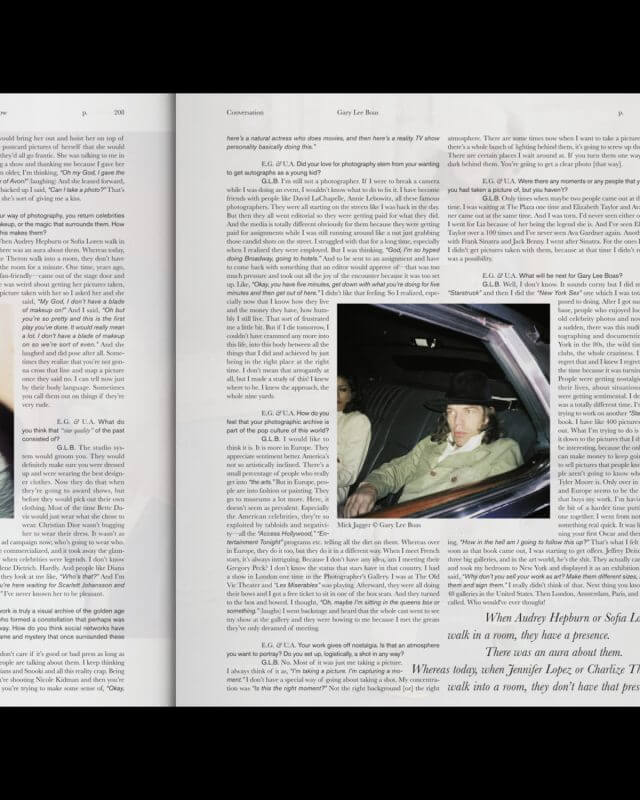 ow
p.
200
would bring her out and hoist her on top of
postcard pictures of herself that she would
they'd all go frantic. She was talking to me in
g a show and thanking me because I gave her
n older, I'm thinking, "Oh my God, I gave the
of Avon" laughing! And she leaned forward,
backed up I said, "Can I take a photo?" That's
she's sort of giving me a kiss.
ur way of photography, you return celebrities
makeup, or the magic that surrounds them. How
this makes them?
When Audrey Hepburn or Sofia Loren walk in
here was an aura about them. Whereas today,
Theron walk into a room, they don't have
the room for a minute. One time, years ago,
fan-friendly—came out of the stage door and
e was weird about getting her pictures taken.
picture taken with her so I asked her and she
said, "My God, I don't have a blade
of makeup on!" And I said, "Oh but
you're so pretty and this is the first
play you've done. It would really mean
a lot. I don't have a blade of makeup
on so we're sort of even." And she
laughed and did pose after all. Some-
times they realize that you're not gon-
na cross that line and snap a picture
once they said no. I can tell now just
by their body language. Sometimes
you call them out on things if they're
very rude.
E.G. & U.A. What do
you think that "star quality" of the past
consisted of?
G.L.B. The studio sys-
tem would groom you. They would
definitely make sure you were dressed
up and were wearing the best design-
er clothes. Now they do that when
they're going to award shows, but
before they would pick out their own
clothing. Most of the time Bette Da-
vis would just wear what she chose to
wear. Christian Dior wasn't bugging
her to wear their dress. It wasn't as
ad campaign now, who's going to wear who.
e commercialized, and it took away the glam-
when celebrities were legends. I don't know
lene Dietrich. Hardly. And people like Diana
they look at me like, "Who's that?" And I'm
"You're here waiting for Scarlett Johansson and
I've never known her to be pleasant.
work is truly a visual archive of the golden age
who formed a constellation that perhaps was
way. How do you think social networks have
ene and mystery that once surrounded these
don't care if it's good or bad press as long as
eople are talking about them. I keep thinking
ians and Snooki and all this reality crap. Being
u're shooting Nicole Kidman and then you're
you're trying to make some sense of, "Okay,
Conversation
Gary Lee Boas
p.
here's a natural actress who does movies, and then here's a reality TV show
personality basically doing this."
E.G. & U.A. Did your love for photography stem from your wanting
to get autographs as a young kid?
G.L.B. I'm still not a photographer. If I were to break a camera
while I was doing an event, I wouldn't know what to do to fix it. I have become
friends with people like David LaChapelle, Annie Lebowitz, all these famous
photographers. They were all starting on the streets like I was back in the day.
But then they all went editorial so they were getting paid for what they did.
And the media is totally different obviously for them because they were getting
paid for assignments while I was still running around like a nut just grabbing
those candid shots on the street. I struggled with that for a long time, especially
when I realized they were employed. But I was thinking, "God, I'm so hyped
doing Broadway, going to hotels." And to be sent to an assignment and have
to come back with something that an editor would approve of—that was too
much pressure and took out all the joy of the encounter because it was too set
up. Like, "Okay, you have five minutes, get down with what you're doing for five
minutes and then get out of here." I didn't like that feeling. So I realized, espe-
cially now that I know how they live
and the money they have, how hum-
bly I still live. That sort of frustrated
me a little bit. But if I die tomorrow, I
couldn't have crammed any more into
this life, into this body between all the
things that I did and achieved by just
being in the right place at the right
time. I don't mean that arrogantly at
all, but I made a study of this! I knew
where to be. I knew the approach, the
whole nine yards.
E.G. & U.A. How do you
feel that your photographic archive is
part of the pop culture of this world?
G.L.B. I would like to
think it is. It is more in Europe. They
appreciate sentiment better. America's
not so artistically inclined. There's a
small percentage of people who really
get into "the arts." But in Europe, peo-
ple are into fashion or painting. They
go to museums a lot more. Here, it
doesn't seem as prevalent. Especially
the American celebrities, they're so
exploited by tabloids and negativi-
ty—all the "Access Hollywood," "En-
tertainment Tonight" programs etc. telling all the dirt on them. Whereas over
in Europe, they do it too, but they do it in a different way. When I meet French
stars, it's always intriguing. Because I don't have any idea, am I meeting their
Gregory Peck? I don't know the status that stars have in that country. I had
a show in London one time in the Photographer's Gallery. I was at The Old
Vic Theater and "Les Miserables" was playing. Afterward, they were all doing
their bows and I got a free ticket to sit in one of the box seats. And they turned
to the box and bowed. I thought, "Oh, maybe I'm sitting in the queens box or
something." [laughs] I went backstage and heard the whole cast went to see
my show at the gallery and they were bowing to me because I met the greats
they've only dreamed of meeting.
E.G. & U.A. Your work gives off nostalgia. Is that an atmosphere
you want to portray? Do you set up, logistically, a shot in any way?
G.L.B. No. Most of it was just me taking a picture.
I always think of it as, "I'm taking a picture. I'm capturing a mo-
ment." I don't have a special way of going about taking a shot. My concentra-
tion was "Is this the right moment?" Not the right background [or] the right
atmosphere. There are some times now when I want to take a picture
there's a whole bunch of lighting behind them, it's going to screw up the
There are certain places I wait around at. If you turn them one way
dark behind them. You're going to get a clear photo [that way].
E.G. & U.A. Were there any moments or any people that y
you had taken a picture of, but you haven't?
G.L.B. Only times when maybe two people came out at the
time. I was waiting at The Plaza one time and Elizabeth Taylor and Av
ner came out at the same time. And I was torn. I'd never seen either o
I went for Liz because of her being the legend she is. And I've seen El
Taylor over a 100 times and I've never seen Ava Gardner again. Anoth
with Frank Sinatra and Jack Benny. I went after Sinatra. For the ones I
I didn't get pictures taken with them, because at that time I didn't re
was a possibility.
E.G. & U.A. What will be next for Gary Lee Boas?
G.L.B. Well, I don't know. It sounds corny but I did m
"Starstruck" and then I did the "New York Sex" one which I was too
posed to doing. After I got suc
base, people who enjoyed look
old celebrity photos and now
a sudden, there was this nudi
tographing and documentin
York in the 80s, the wild tim
clubs, the whole craziness. I
regret that and I knew I regret
the time because it was turnin
People were getting nostalgi
their lives, about situations,
were getting sentimental. I do
was a totally different time. I'm
trying to work on another "Sta
book. I have like 400 pictures
out. What I'm trying to do is
it down to the pictures that I d
be interesting, because the onl
can make money to keep goin
to sell pictures that people kno
ple aren't going to know who
Tyler Moore is. Only over in
and Europe seems to be the
that buys my work. I'm havin
tle bit of a harder time puttin
one together. I went from not
something real quick. It was li
ning your first Oscar and then
Mick Jagger © Gary Lee Boas
ing, "How in the hell am I going to follow this up?" That's what I felt
soon as that book came out, I was starting to get offers. Jeffrey Deitc
three big galleries, and in the art world, he's the shit. They actually car
and took my bedroom to New York and displayed it as an exhibition.
said, "Why don't you sell your work as art? Make them different sizes,
them and sign them." I really didn't think of that. Next thing you know
40 galleries in the United States. Then London, Amsterdam, Paris, and
called. Who would've ever thought!
When Audrey Hepburn or Sofia Lo
walk in a room, they have a presence.
There was an aura about them.
Whereas today, when Jennifer Lopez or Charlize Th
walk into a room, they don't have that pres